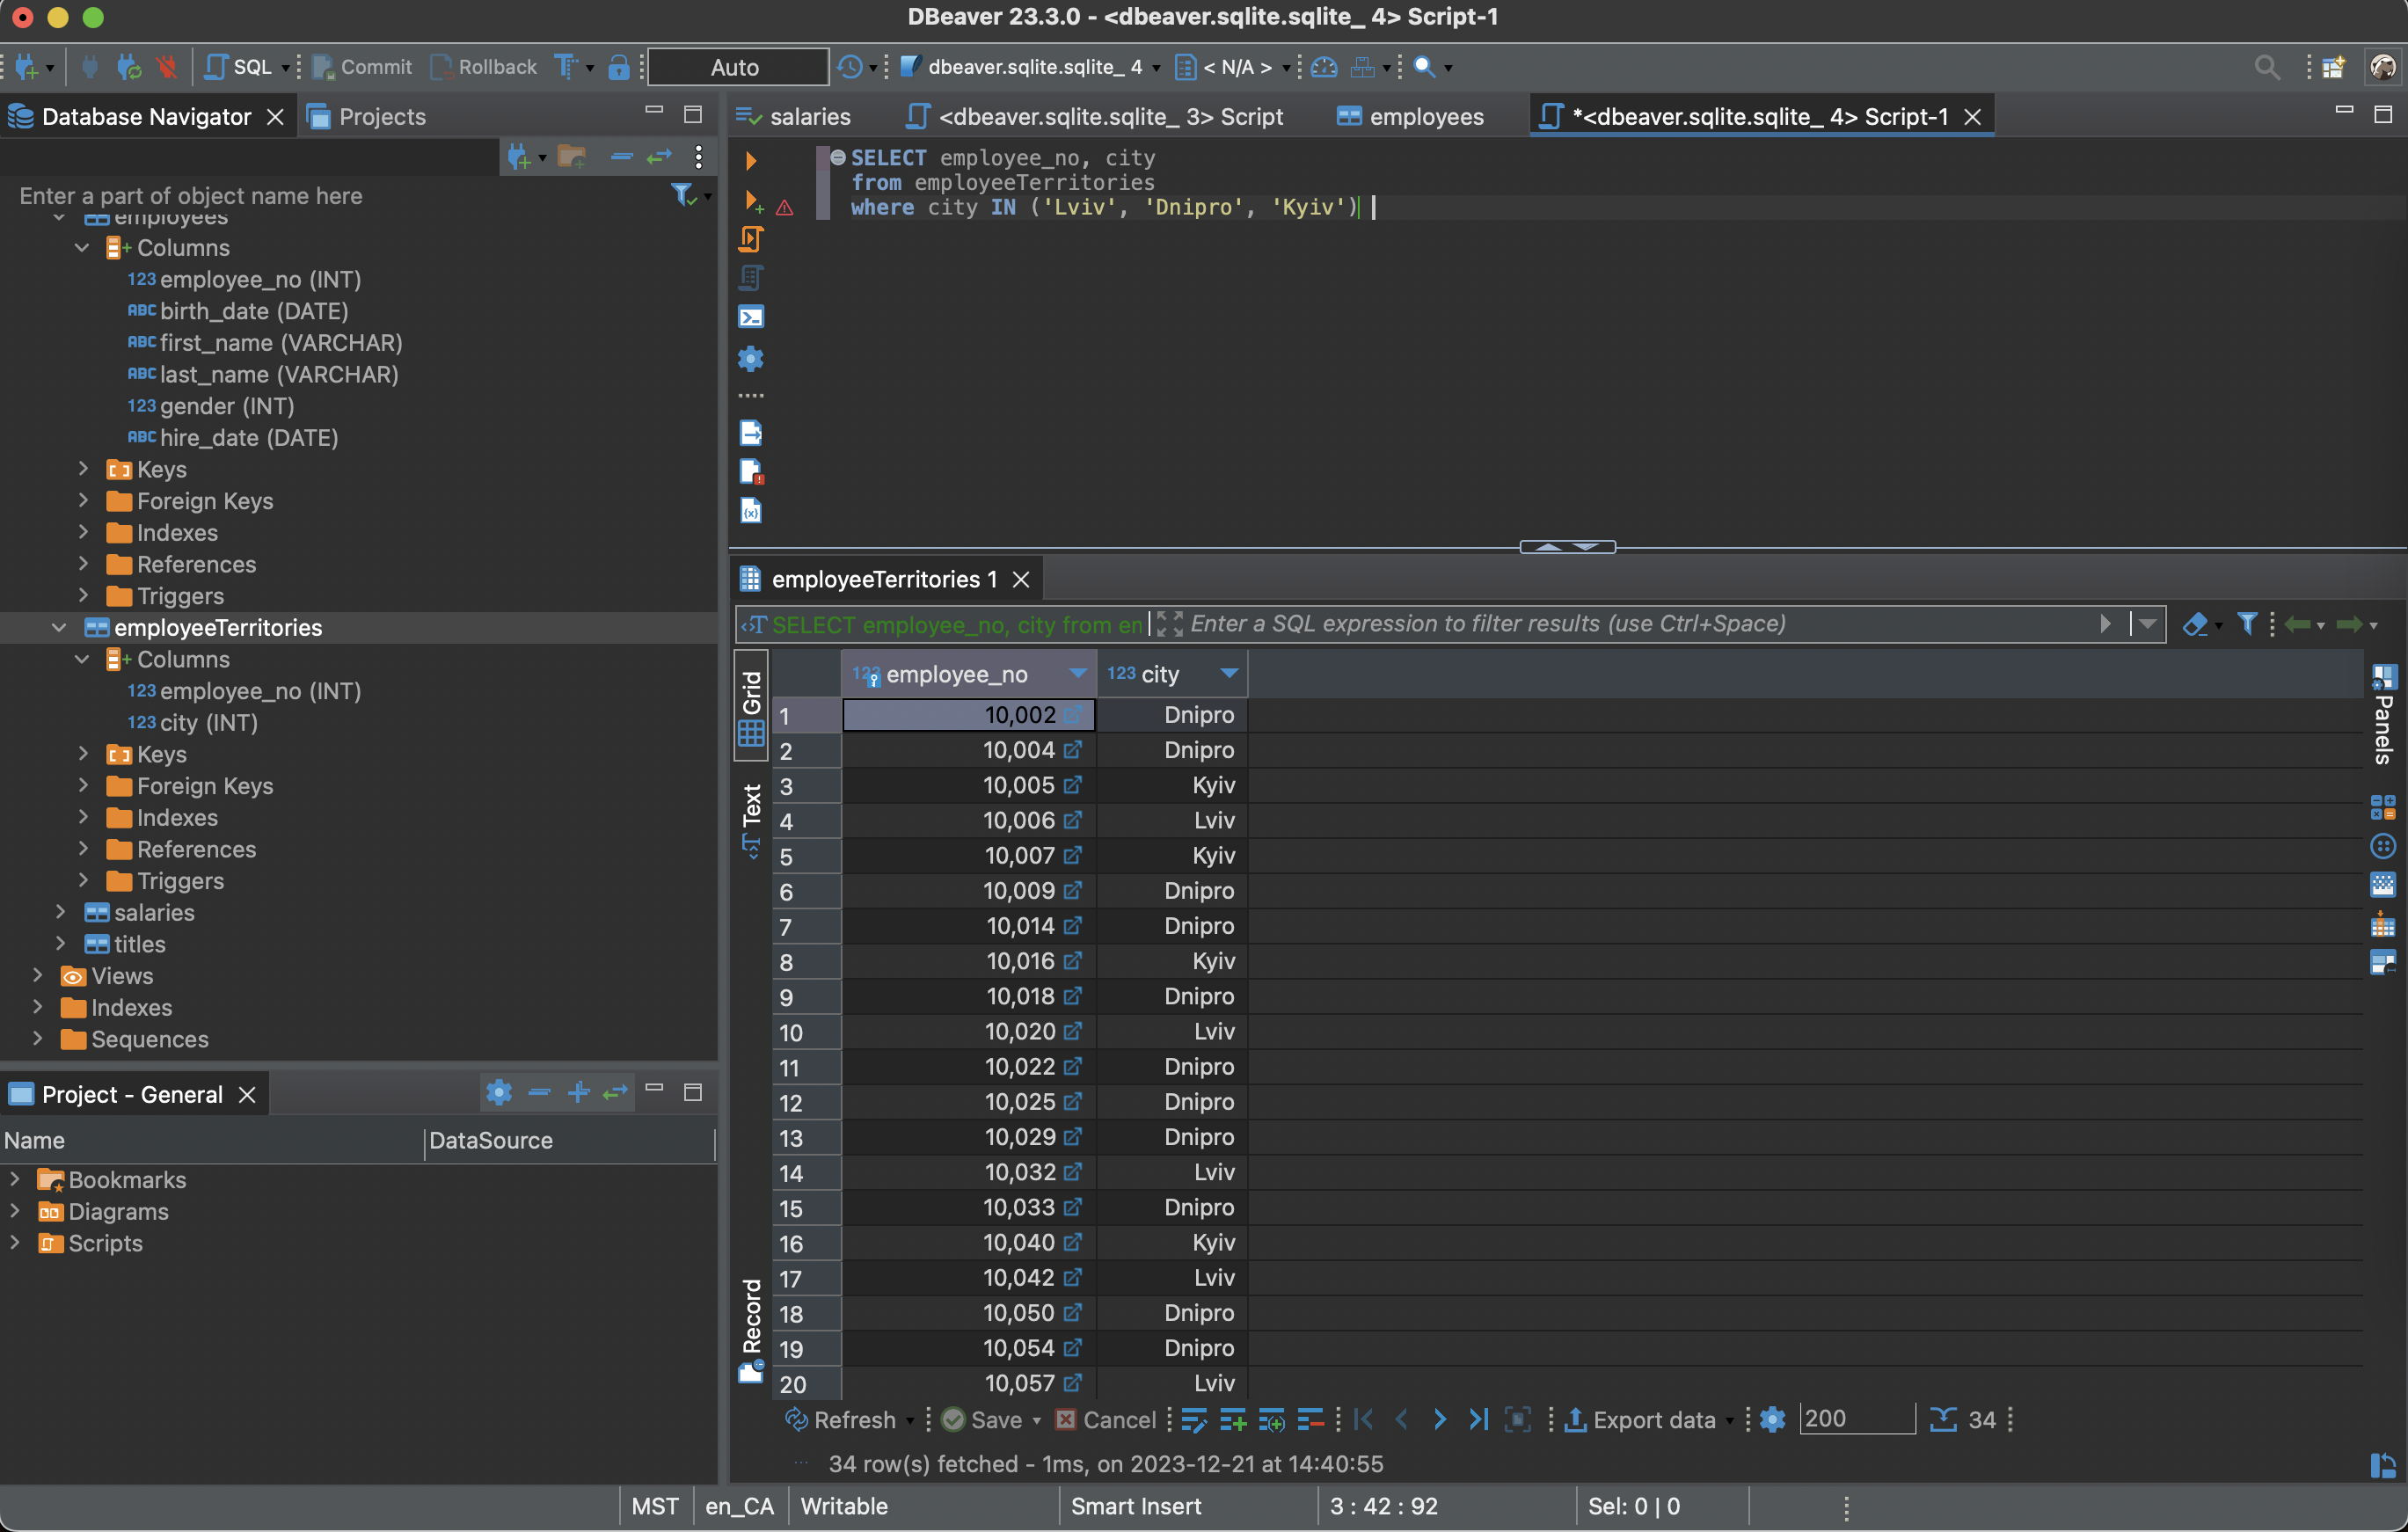 DBeaver 23.3.0 - <dbeaver.sqlite.sqlite_ 4> Script-1
SQL Commit Rollback Auto dbeaver.sqlite.sqlite_ 4 < N/A >
Database Navigator Projects
Enter a part of object name here
employees
Columns
123 employee_no (INT)
ABC birth_date (DATE)
ABC first_name (VARCHAR)
ABC last_name (VARCHAR)
123 gender (INT)
ABC hire_date (DATE)
Keys
Foreign Keys
Indexes
References
Triggers
employeeTerritories
Columns
123 employee_no (INT)
123 city (INT)
Keys
Foreign Keys
Indexes
References
Triggers
salaries
titles
Views
Indexes
Sequences
Project - General
Name DataSource
Bookmarks
Diagrams
Scripts
salaries <dbeaver.sqlite.sqlite_ 3> Script employees *<dbeaver.sqlite.sqlite_ 4> Script-1
SELECT employee_no, city
from employeeTerritories
where city IN ('Lviv', 'Dnipro', 'Kyiv')
employeeTerritories 1
SELECT employee_no, city from en Enter a SQL expression to filter results (use Ctrl+Space)
Grid
Text
Record
Panels
123 employee_no 123 city
1 10,002 Dnipro
2 10,004 Dnipro
3 10,005 Kyiv
4 10,006 Lviv
5 10,007 Kyiv
6 10,009 Dnipro
7 10,014 Dnipro
8 10,016 Kyiv
9 10,018 Dnipro
10 10,020 Lviv
11 10,022 Dnipro
12 10,025 Dnipro
13 10,029 Dnipro
14 10,032 Lviv
15 10,033 Dnipro
16 10,040 Kyiv
17 10,042 Lviv
18 10,050 Dnipro
19 10,054 Dnipro
20 10,057 Lviv
Refresh Save Cancel Export data 200 34
34 row(s) fetched - 1ms, on 2023-12-21 at 14:40:55
MST en_CA Writable Smart Insert 3 : 42 : 92 Sel: 0 | 0